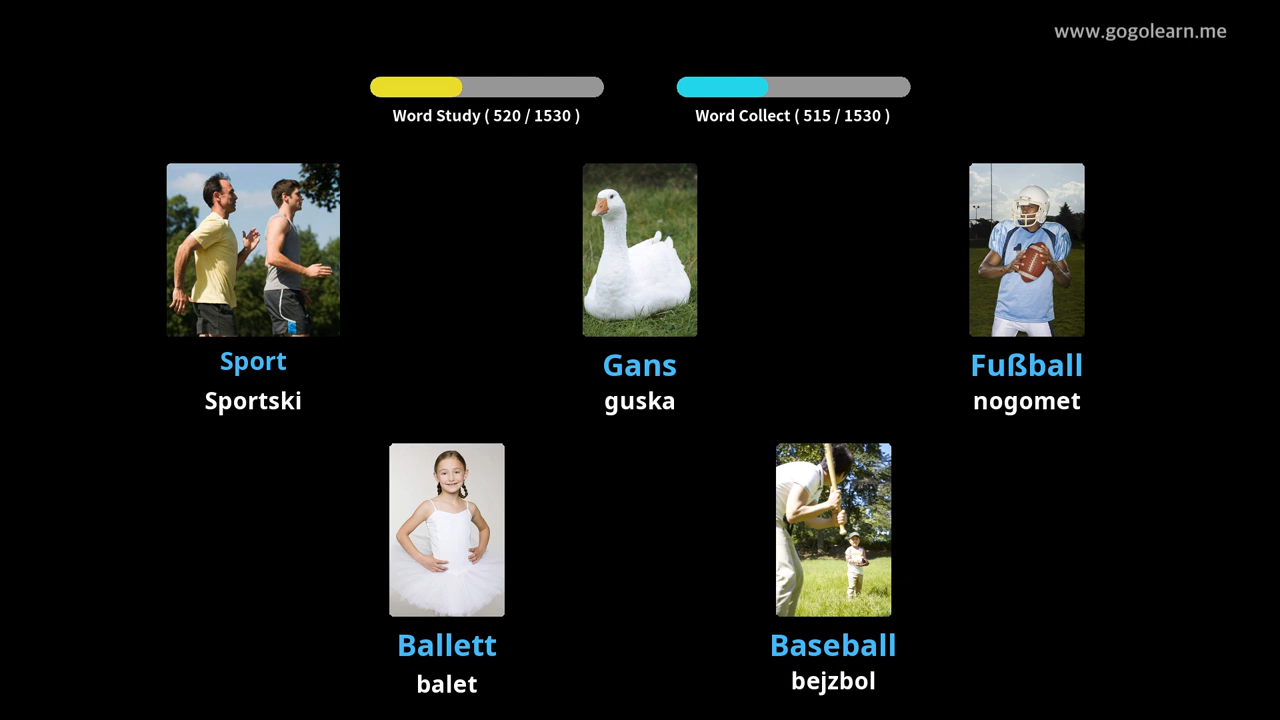 www.gogolearn.me
Word Study ( 520 / 1530 )
Word Collect ( 515 / 1530 )
Sport
Sportski
Gans
guska
Fußball
nogomet
Ballett
balet
Baseball
bejzbol